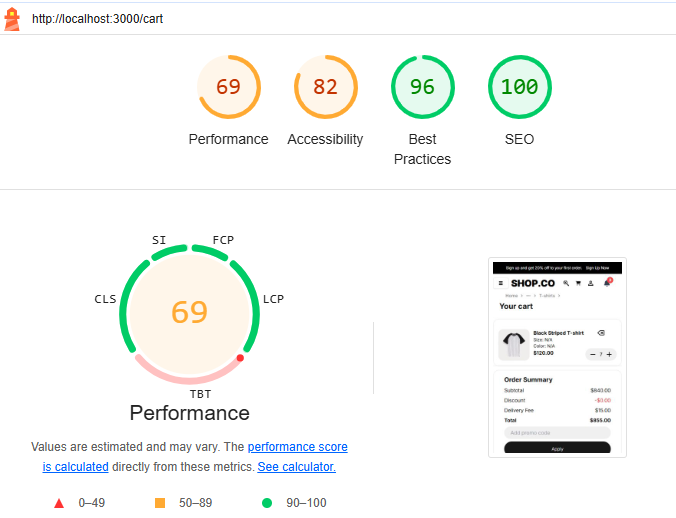 http://localhost:3000/cart
69 82 96 100
Performance Accessibility Best Practices SEO
SI FCP
CLS LCP
69
TBT
Performance
Values are estimated and may vary. The performance score
is calculated directly from these metrics. See calculator.
0–49 50–89 90–100
Sign up and get 20% off to your first order. Sign Up Now
SHOP.CO
Home > ··· > T-shirts >
Your cart
Black Striped T-shirt
Size: N/A
Color: N/A
$120.00
− 7 +
Order Summary
Subtotal $840.00
Discount -$0.00
Delivery Fee $15.00
Total $855.00
Add promo code
Apply